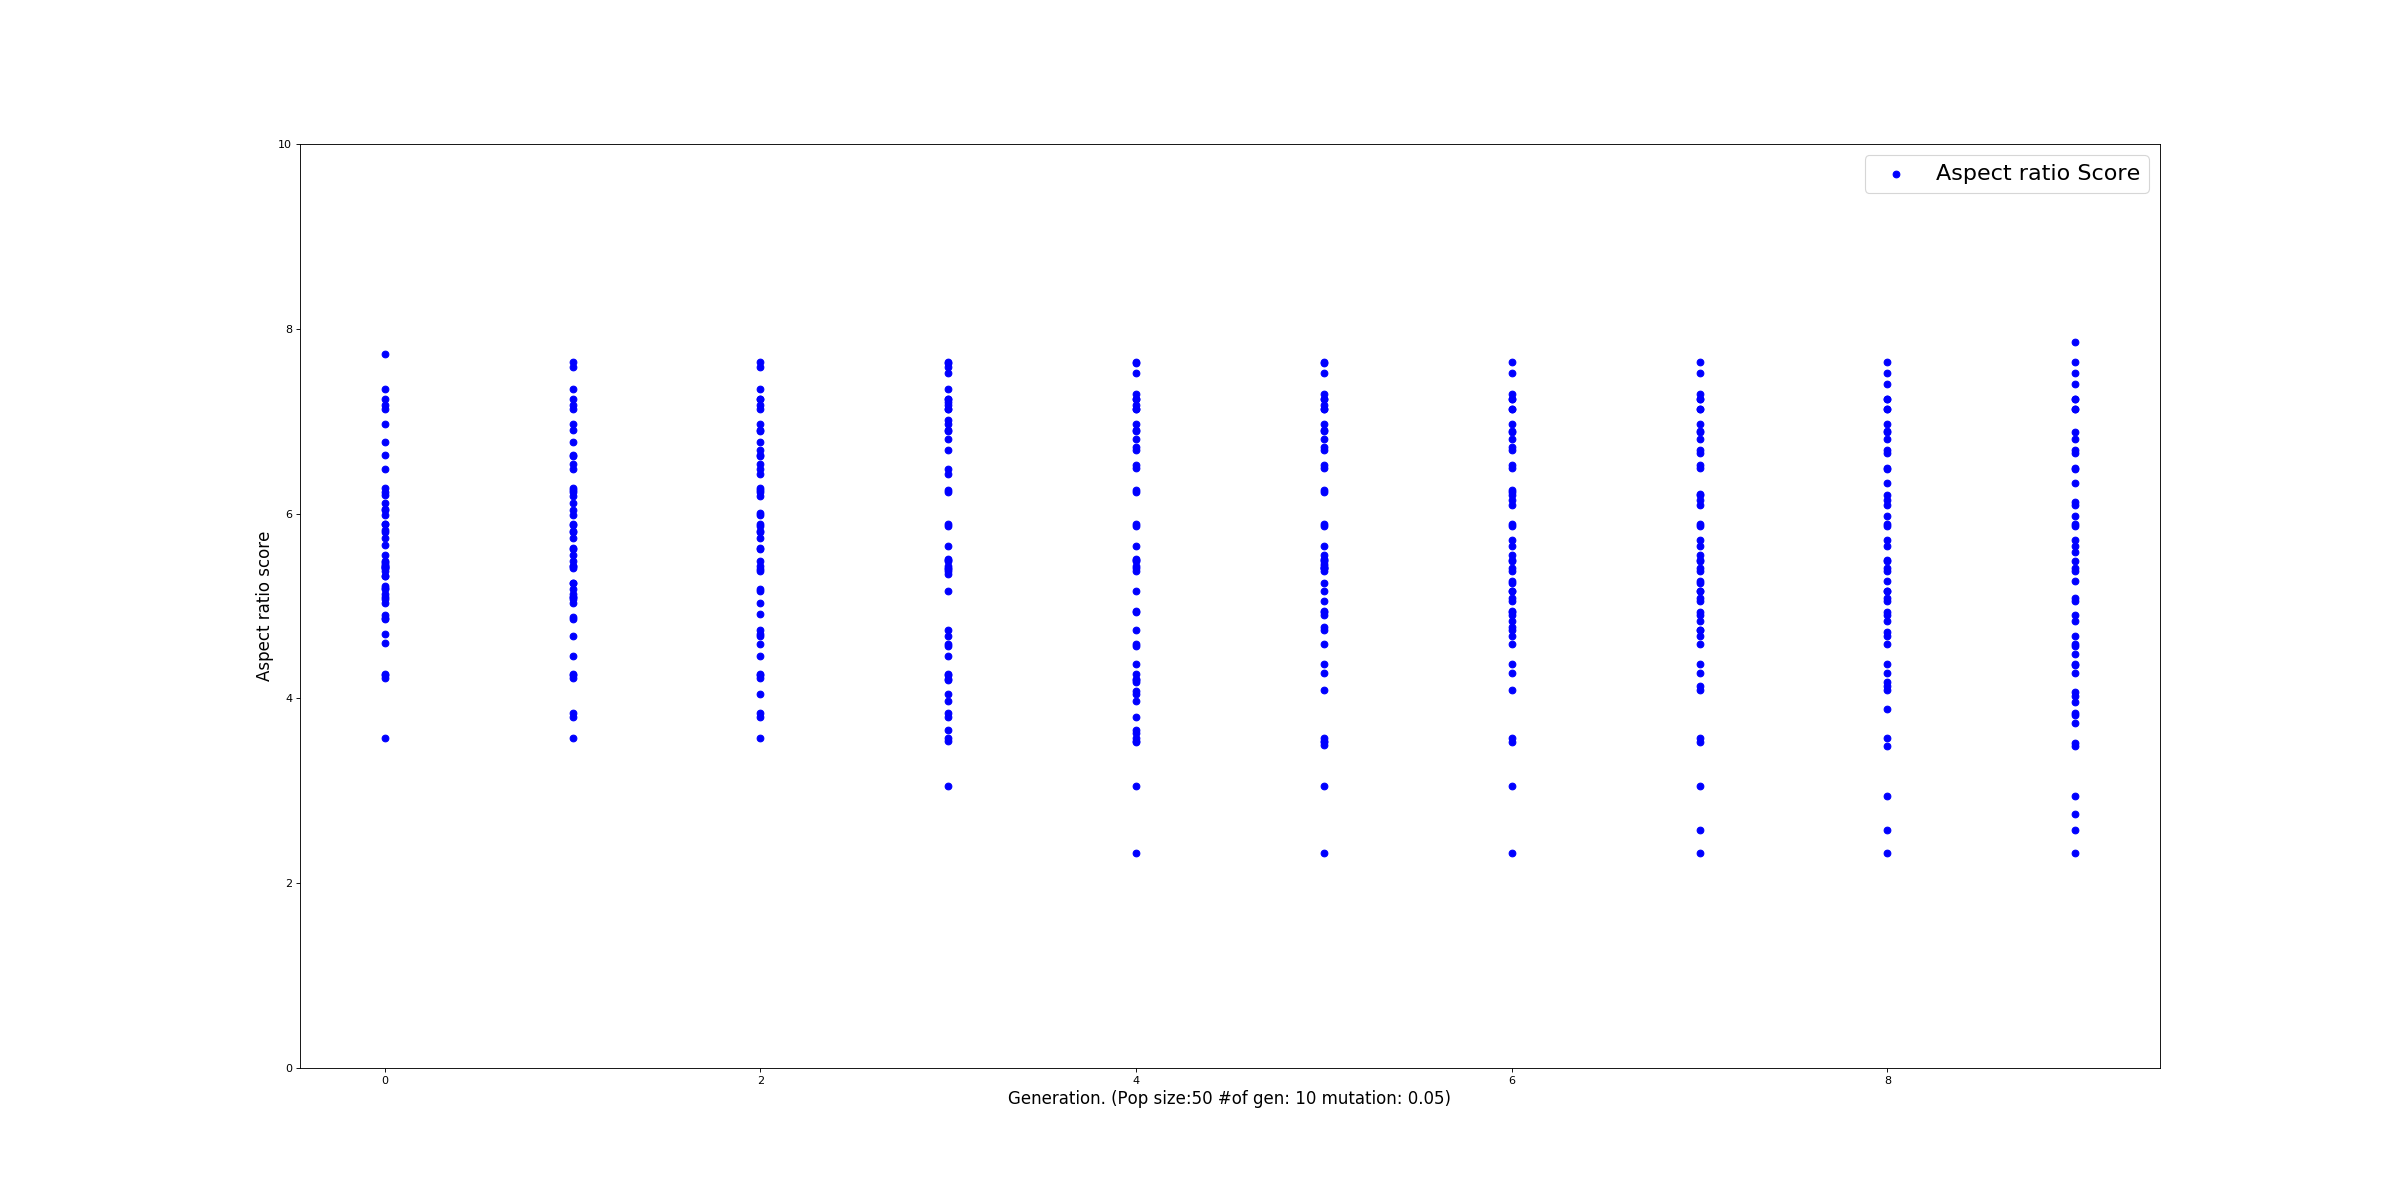 10
Aspect ratio Score
8
6
Aspect ratio score
4
2
0
0 2 4 6 8
Generation. (Pop size:50 #of gen: 10 mutation: 0.05)